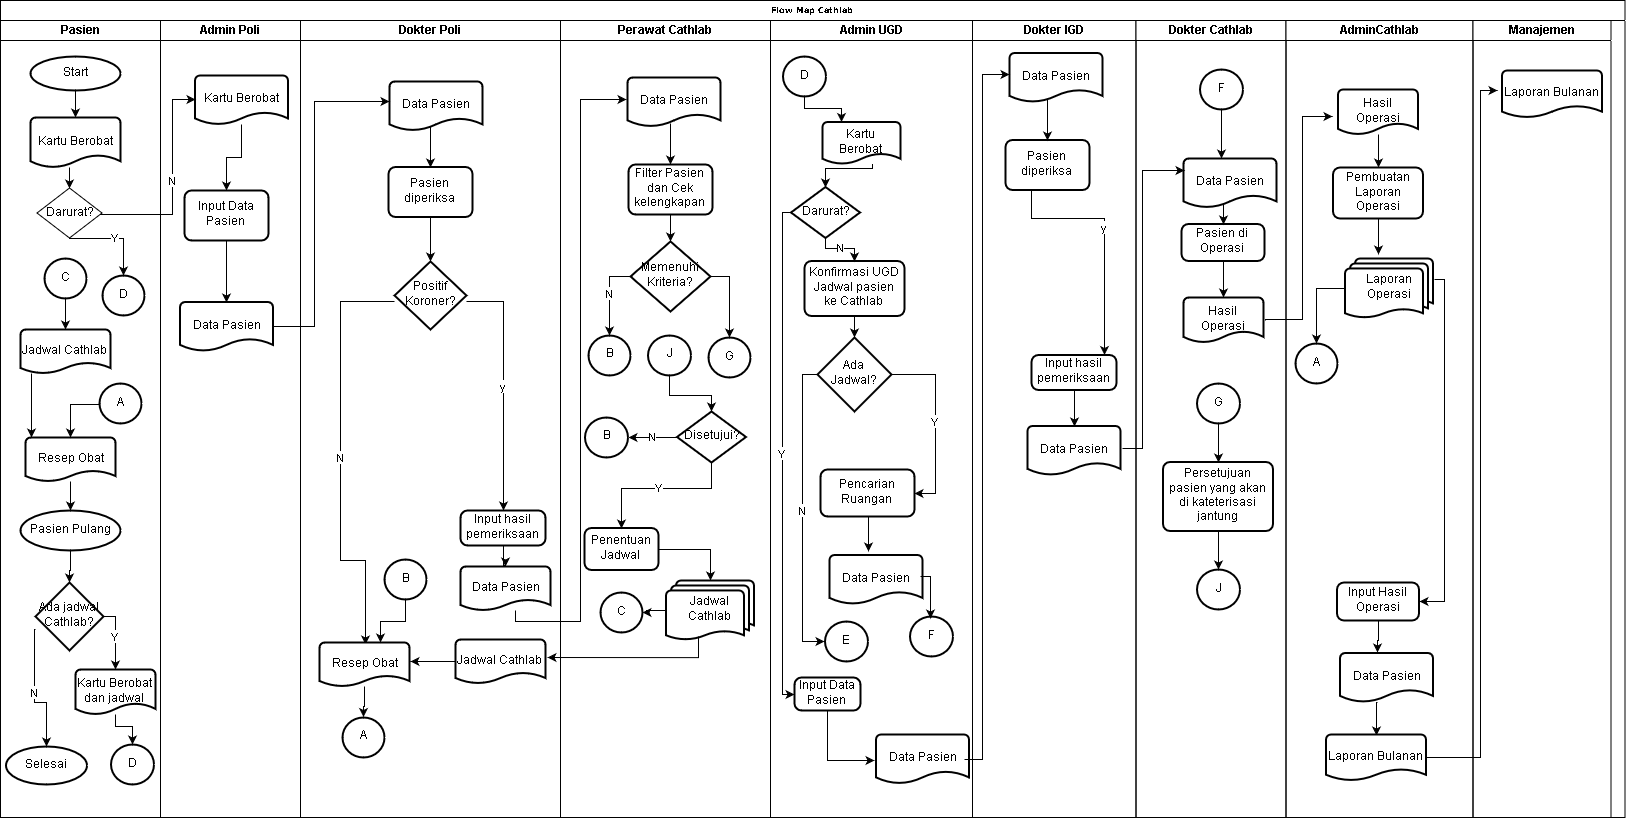 Flow Map Cathlab
Pasien
Admin Poli
Dokter Poli
Perawat Cathlab
Admin UGD
Dokter IGD
Dokter Cathlab
AdminCathlab
Manajemen
Start
Kartu Berobat
Darurat?
N
Y
D
C
Jadwal Cathlab
A
Resep Obat
Pasien Pulang
Ada jadwal
Cathlab?
Y
N
Kartu Berobat
dan jadwal
Selesai
D
Kartu Berobat
Input Data
Pasien
Data Pasien
Data Pasien
Pasien
diperiksa
Positif
Koroner?
N
y
Input hasil
pemeriksaan
Data Pasien
B
Resep Obat
Jadwal Cathlab
A
Data Pasien
Filter Pasien
dan Cek
kelengkapan
Memenuhi
Kriteria?
N
B
J
G
Disetujui?
N
B
Y
Penentuan
Jadwal
Jadwal
Cathlab
C
D
Kartu
Berobat
Darurat?
N
Y
Konfirmasi UGD
Jadwal pasien
ke Cathlab
Ada
Jadwal?
Y
N
Pencarian
Ruangan
Data Pasien
E
F
Input Data
Pasien
Data Pasien
Data Pasien
Pasien
diperiksa
y
Input hasil
pemeriksaan
Data Pasien
F
Data Pasien
Pasien di
Operasi
Hasil
Operasi
G
Persetujuan
pasien yang akan
di kateterisasi
jantung
J
Hasil
Operasi
Pembuatan
Laporan
Operasi
Laporan
Operasi
A
Input Hasil
Operasi
Data Pasien
Laporan Bulanan
Laporan Bulanan